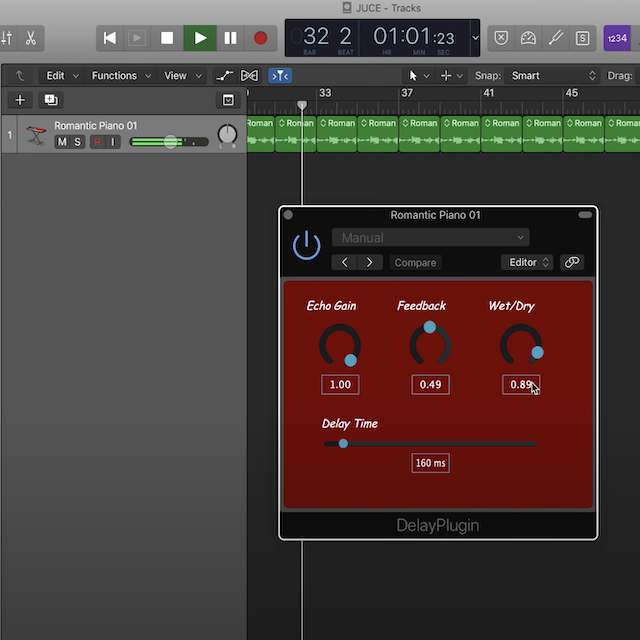 JUCE - Tracks
32 2 01:01:23
BAR BEAT HR MIN SEC
1234
Edit Functions View Snap: Smart Drag:
33 37 41 45
1 Romantic Piano 01
M S R I
L R
Roman Roman Roman Roman Roman Roman Roman Roman Roman Roman
Romantic Piano 01
Manual
Compare Editor
Echo Gain Feedback Wet/Dry
1.00 0.49 0.89
Delay Time
160 ms
DelayPlugin